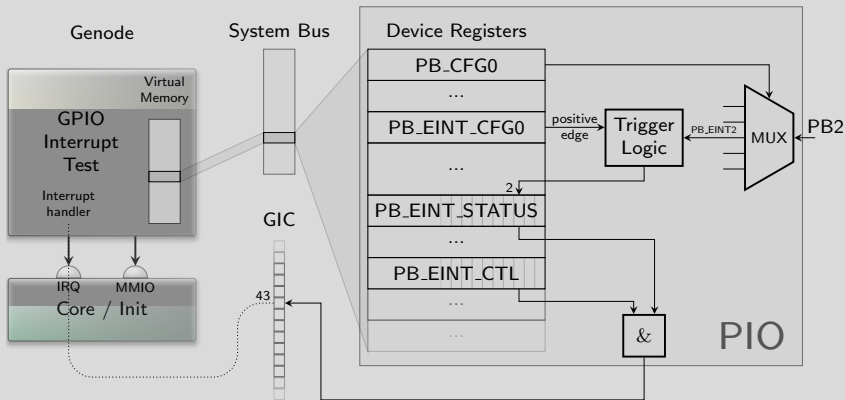 Genode
System Bus
Device Registers
Virtual
Memory
GPIO
Interrupt
Test
Interrupt
handler
IRQ
MMIO
Core / Init
GIC
43
PB_CFG0
...
PB_EINT_CFG0
...
2
PB_EINT_STATUS
...
PB_EINT_CTL
...
...
positive
edge
Trigger
Logic
PB_EINT2
MUX
PB2
&
PIO